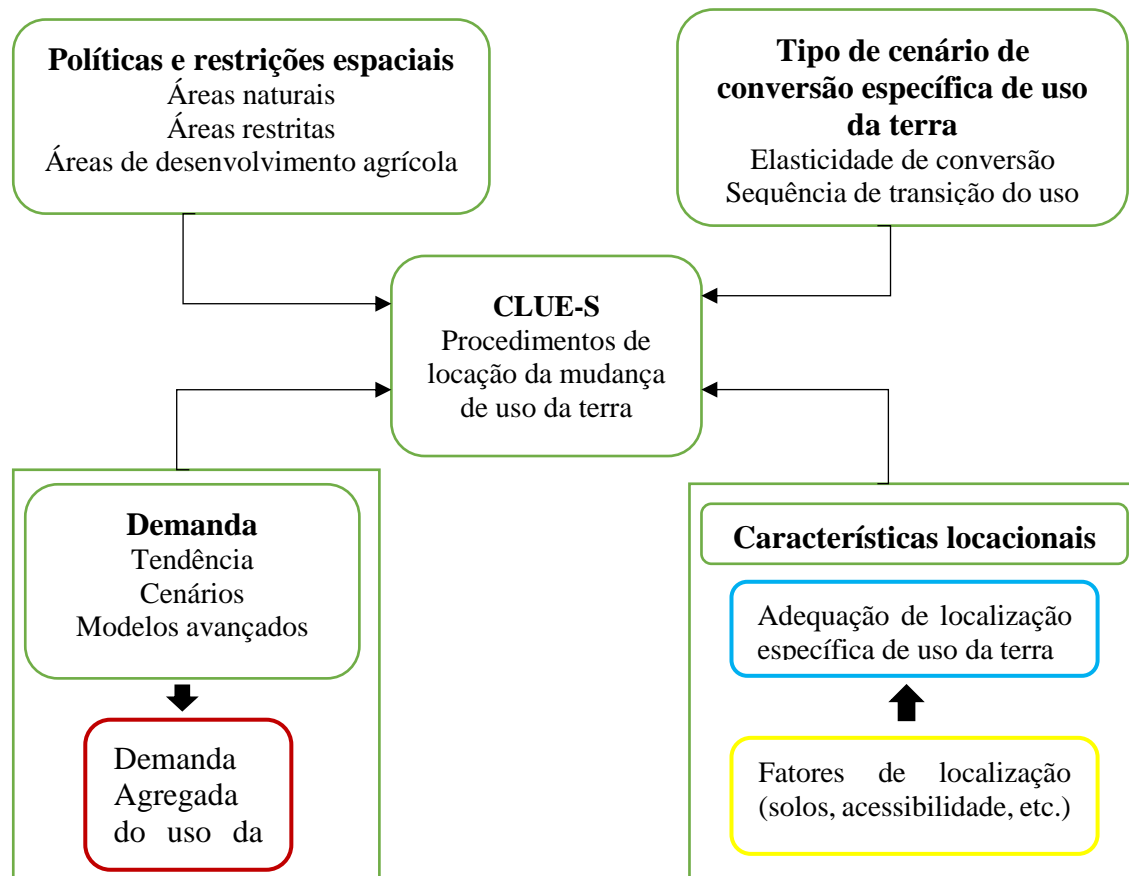 Políticas e restrições espaciais
Áreas naturais
Áreas restritas
Áreas de desenvolvimento agrícola
Tipo de cenário de
conversão específica de uso
da terra
Elasticidade de conversão
Sequência de transição do uso
CLUE-S
Procedimentos de
locação da mudança
de uso da terra
Demanda
Tendência
Cenários
Modelos avançados
Demanda
Agregada
do uso da
Características locacionais
Adequação de localização
específica de uso da terra
Fatores de localização
(solos, acessibilidade, etc.)